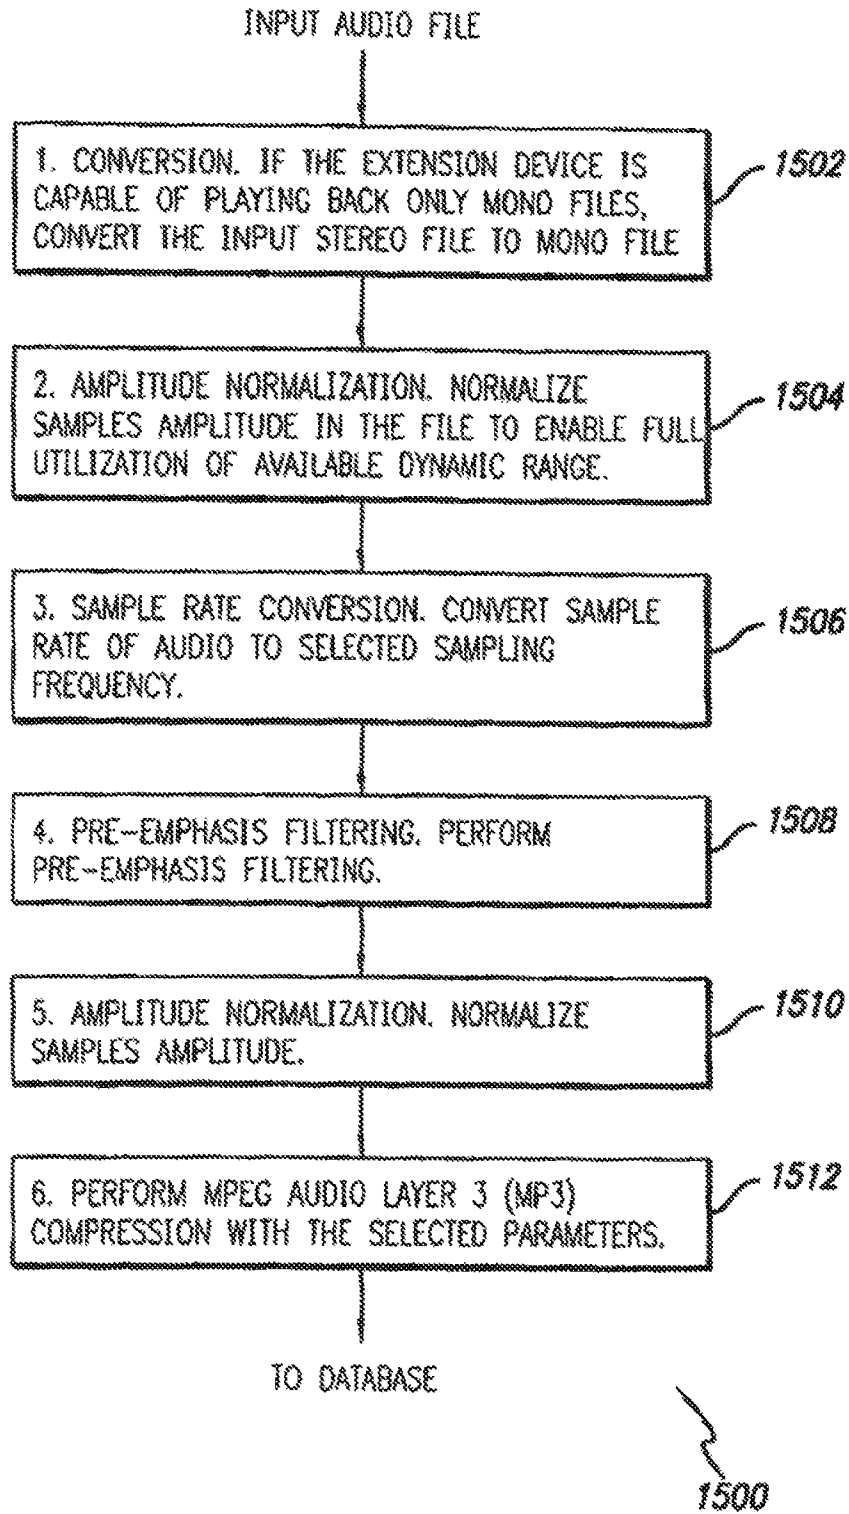 INPUT AUDIO FILE
1. CONVERSION. IF THE EXTENSION DEVICE IS
CAPABLE OF PLAYING BACK ONLY MONO FILES,
CONVERT THE INPUT STEREO FILE TO MONO FILE
1502
2. AMPLITUDE NORMALIZATION. NORMALIZE
SAMPLES AMPLITUDE IN THE FILE TO ENABLE FULL
UTILIZATION OF AVAILABLE DYNAMIC RANGE.
1504
3. SAMPLE RATE CONVERSION. CONVERT SAMPLE
RATE OF AUDIO TO SELECTED SAMPLING
FREQUENCY.
1506
4. PRE-EMPHASIS FILTERING. PERFORM
PRE-EMPHASIS FILTERING.
1508
5. AMPLITUDE NORMALIZATION. NORMALIZE
SAMPLES AMPLITUDE.
1510
6. PERFORM MPEG AUDIO LAYER 3 (MP3)
COMPRESSION WITH THE SELECTED PARAMETERS.
1512
TO DATABASE
1500